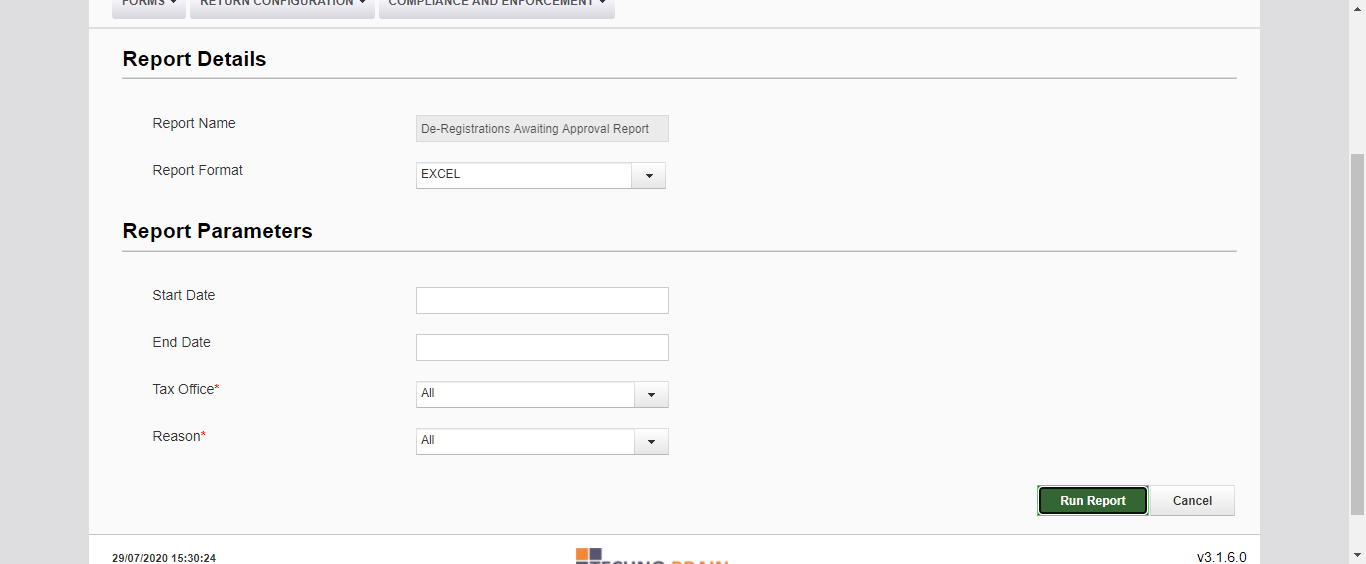 FORMS RETURN CONFIGURATION COMPLIANCE AND ENFORCEMENT
Report Details
Report Name De-Registrations Awaiting Approval Report
Report Format EXCEL
Report Parameters
Start Date
End Date
Tax Office* All
Reason* All
Run Report Cancel
29/07/2020 15:30:24 TECHNO BRAIN v3.1.6.0